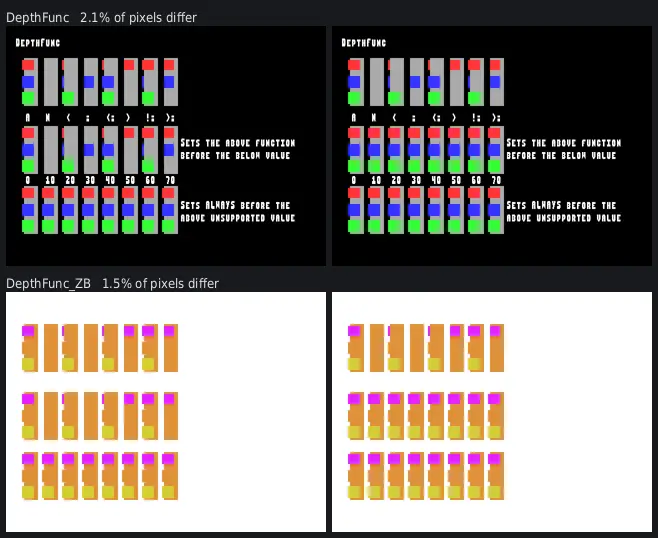 DepthFunc 2.1% of pixels differ
DepthFunc DepthFunc
A N < = <= > != >= A N < = <= > != >=
Sets the above function Sets the above function
before the below value before the below value
0 10 20 30 40 50 60 70 0 10 20 30 40 50 60 70
Sets ALWAYS before the Sets ALWAYS before the
above unsupported value above unsupported value
DepthFunc_ZB 1.5% of pixels differ